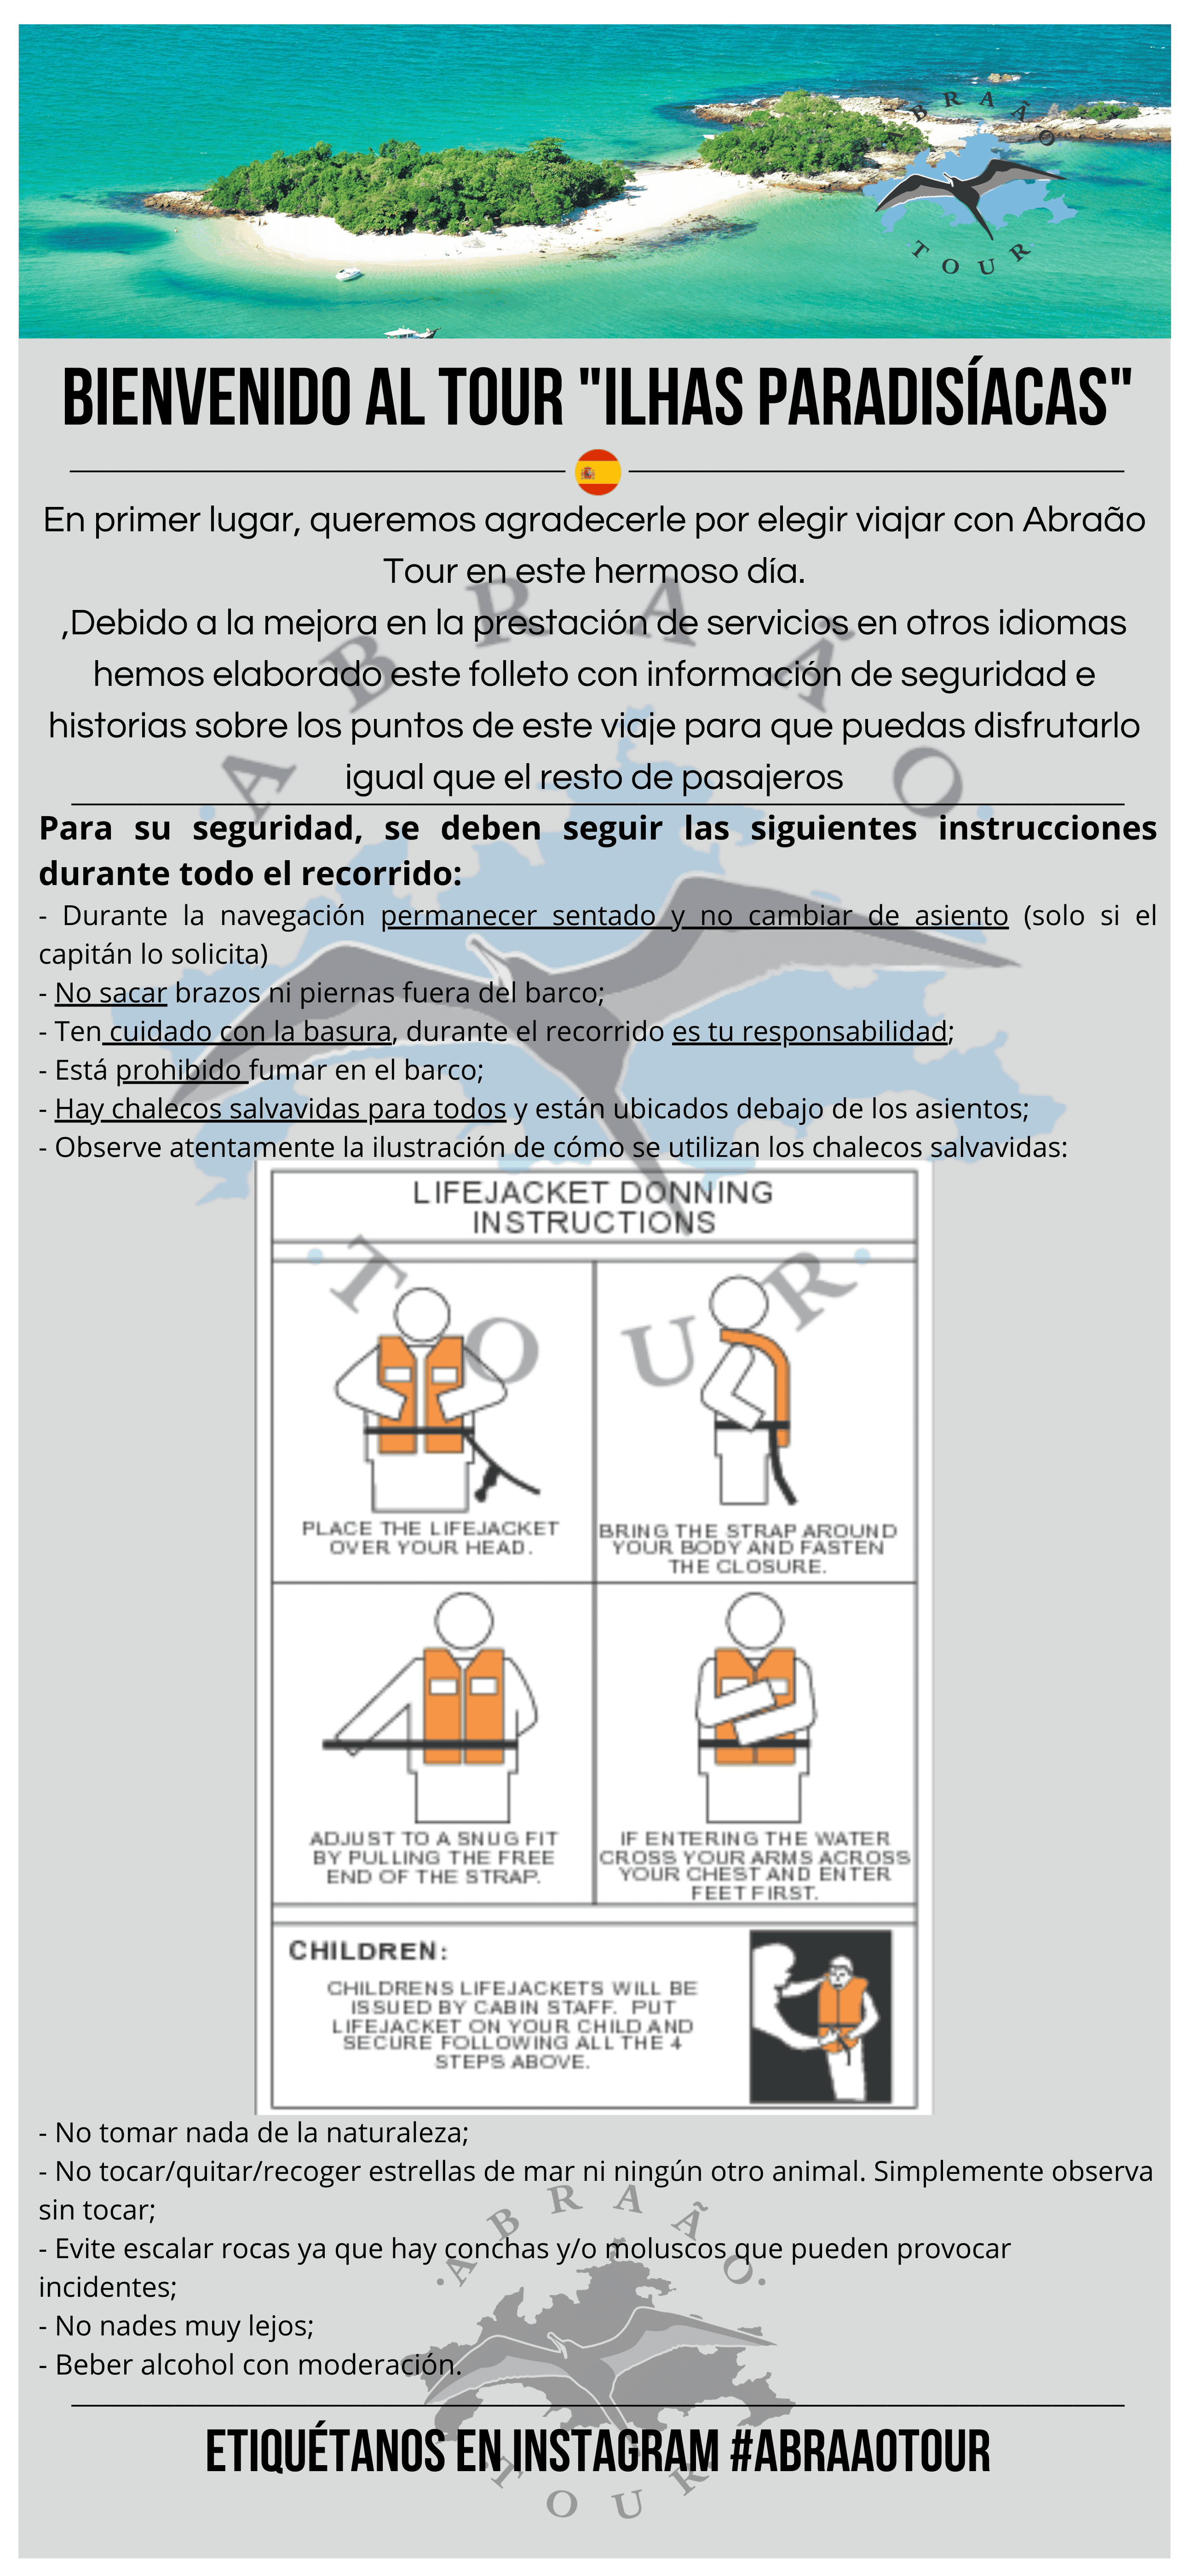 ABRAÃO
TOUR
BIENVENIDO AL TOUR "ILHAS PARADISÍACAS"
En primer lugar, queremos agradecerle por elegir viajar con Abraão
Tour en este hermoso día.
,Debido a la mejora en la prestación de servicios en otros idiomas
hemos elaborado este folleto con información de seguridad e
historias sobre los puntos de este viaje para que puedas disfrutarlo
igual que el resto de pasajeros
ABRAÃO
Para su seguridad, se deben seguir las siguientes instrucciones
durante todo el recorrido:
- Durante la navegación permanecer sentado y no cambiar de asiento (solo si el
capitán lo solicita)
- No sacar brazos ni piernas fuera del barco;
- Ten cuidado con la basura, durante el recorrido es tu responsabilidad;
- Está prohibido fumar en el barco;
- Hay chalecos salvavidas para todos y están ubicados debajo de los asientos;
- Observe atentamente la ilustración de cómo se utilizan los chalecos salvavidas:
LIFEJACKET DONNING
INSTRUCTIONS
TOUR
PLACE THE LIFEJACKET
OVER YOUR HEAD.
BRING THE STRAP AROUND
YOUR BODY AND FASTEN
THE CLOSURE.
ADJUST TO A SNUG FIT
BY PULLING THE FREE
END OF THE STRAP.
IF ENTERING THE WATER
CROSS YOUR ARMS ACROSS
YOUR CHEST AND ENTER
FEET FIRST.
CHILDREN:
CHILDRENS LIFEJACKETS WILL BE
ISSUED BY CABIN STAFF. PUT
LIFEJACKET ON YOUR CHILD AND
SECURE FOLLOWING ALL THE 4
STEPS ABOVE.
- No tomar nada de la naturaleza;
- No tocar/quitar/recoger estrellas de mar ni ningún otro animal. Simplemente observa
sin tocar;
- Evite escalar rocas ya que hay conchas y/o moluscos que pueden provocar
incidentes;
- No nades muy lejos;
- Beber alcohol con moderación.
·ABRAÃO·
ETIQUÉTANOS EN INSTAGRAM #ABRAAOTOUR
TOUR